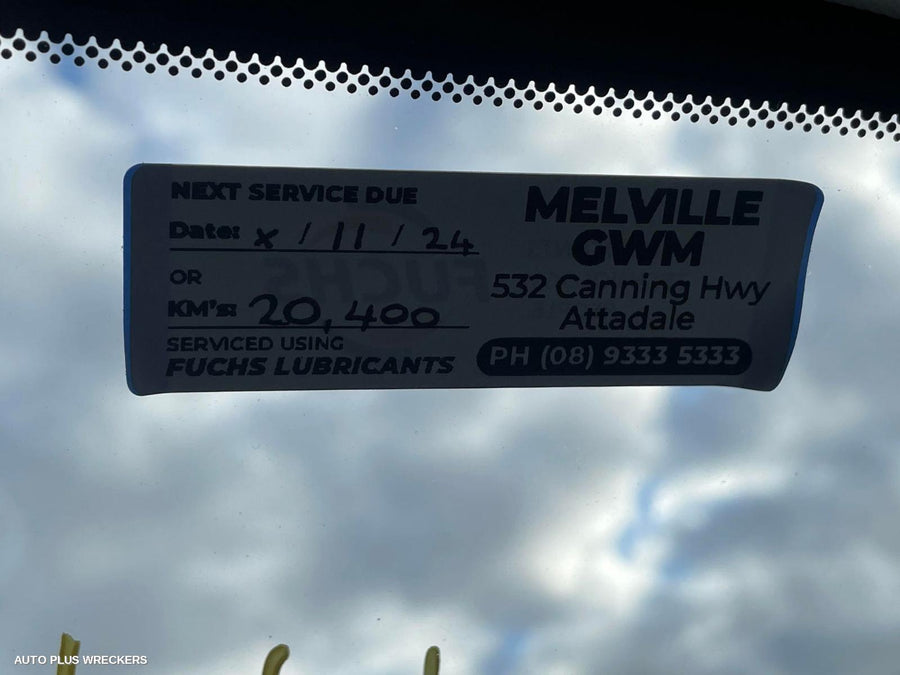 NEXT SERVICE DUE
Date: x / 11 / 24
OR
KM's: 20,400
SERVICED USING
FUCHS LUBRICANTS
MELVILLE
GWM
532 Canning Hwy
Attadale
PH (08) 9333 5333
FUCHS
AUTO PLUS WRECKERS